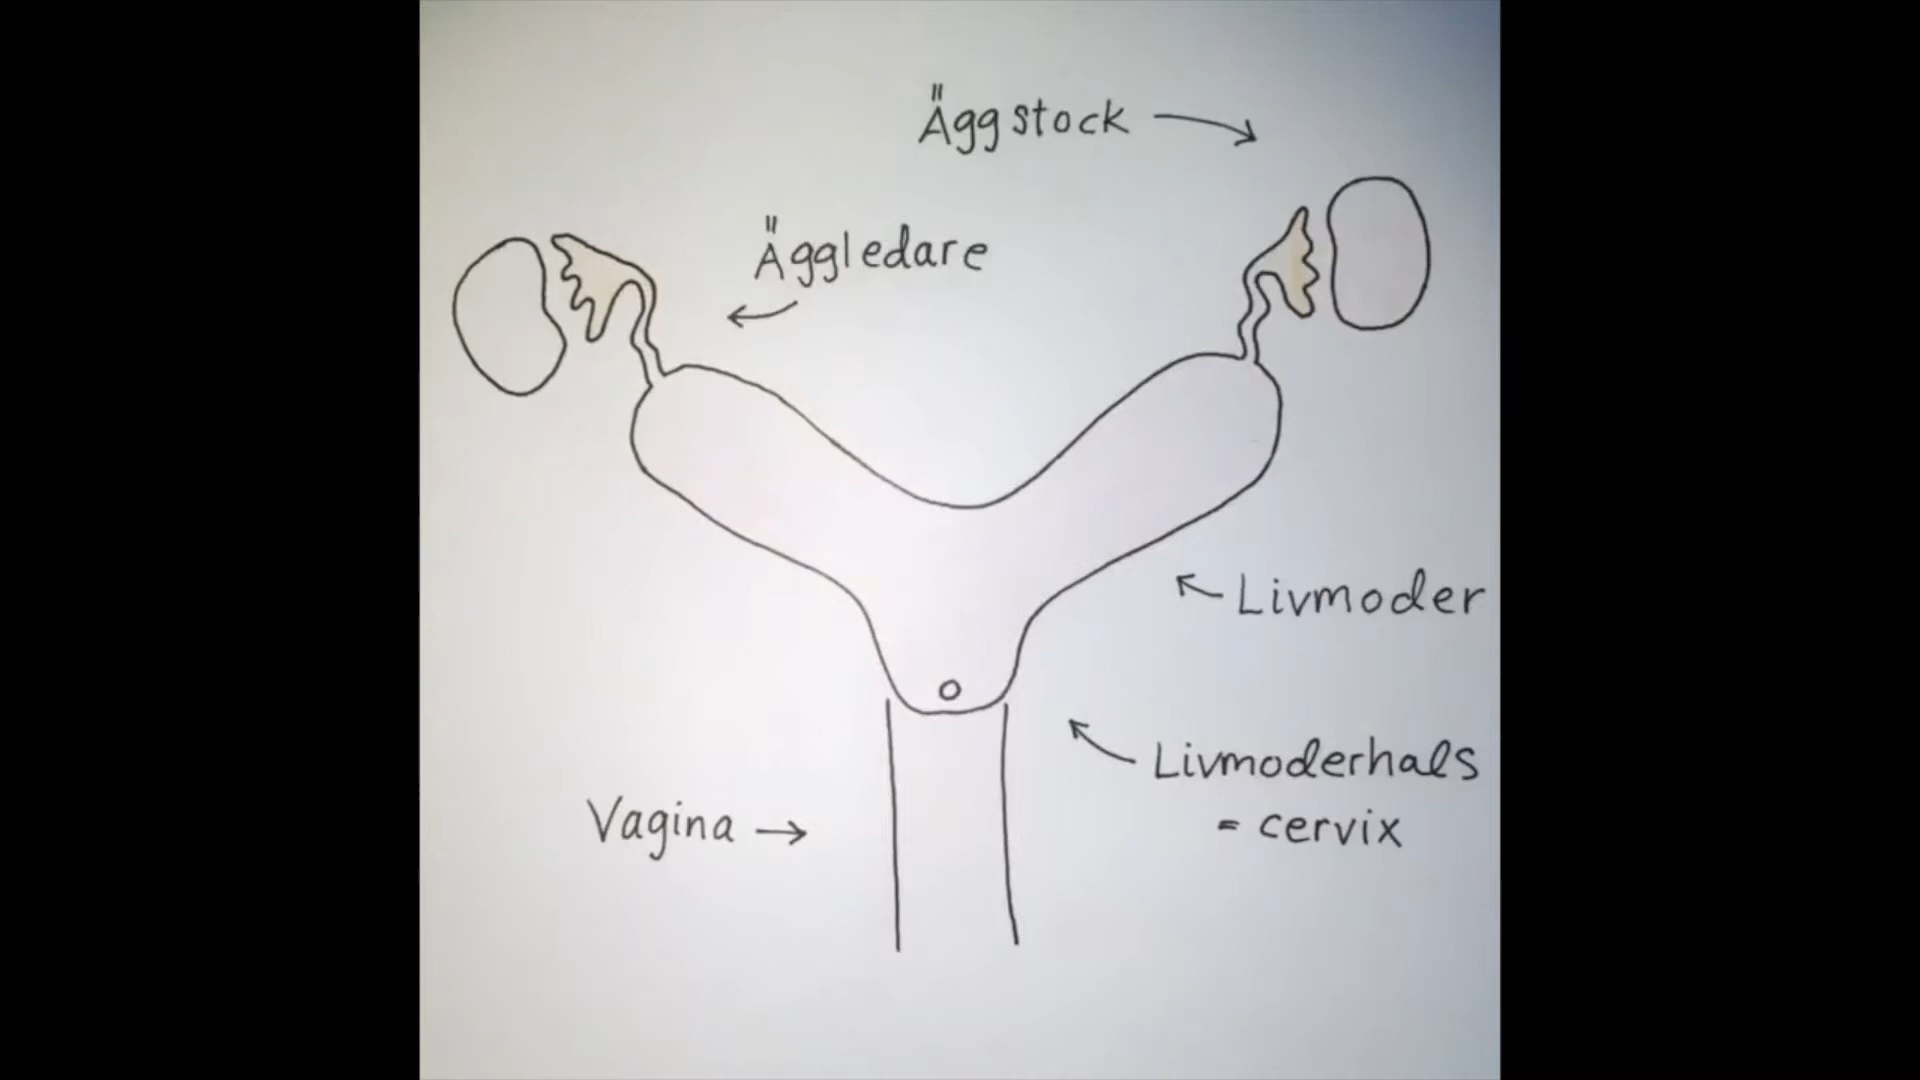 Äggstock
Äggledare
Livmoder
Livmoderhals
= cervix
Vagina